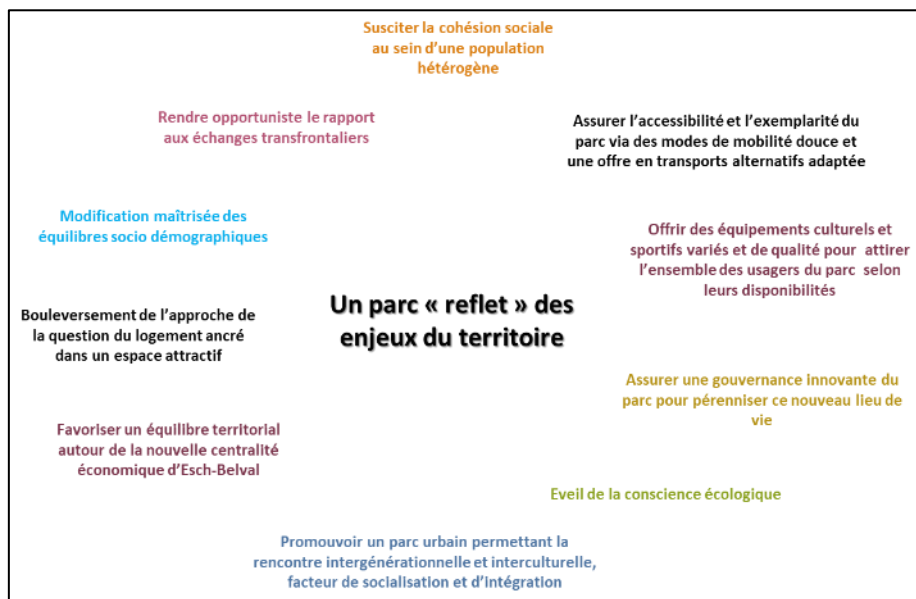 Susciter la cohésion sociale
au sein d'une population
hétérogène
Rendre opportuniste le rapport
aux échanges transfrontaliers
Assurer l'accessibilité et l'exemplarité du
parc via des modes de mobilité douce et
une offre en transports alternatifs adaptée
Modification maîtrisée des
équilibres socio démographiques
Offrir des équipements culturels et
sportifs variés et de qualité pour attirer
l'ensemble des usagers du parc selon
leurs disponibilités
Un parc « reflet » des
enjeux du territoire
Bouleversement de l'approche de
la question du logement ancré
dans un espace attractif
Assurer une gouvernance innovante du
parc pour pérenniser ce nouveau lieu de
vie
Favoriser un équilibre territorial
autour de la nouvelle centralité
économique d'Esch-Belval
Eveil de la conscience écologique
Promouvoir un parc urbain permettant la
rencontre intergénérationnelle et interculturelle,
facteur de socialisation et d'intégration